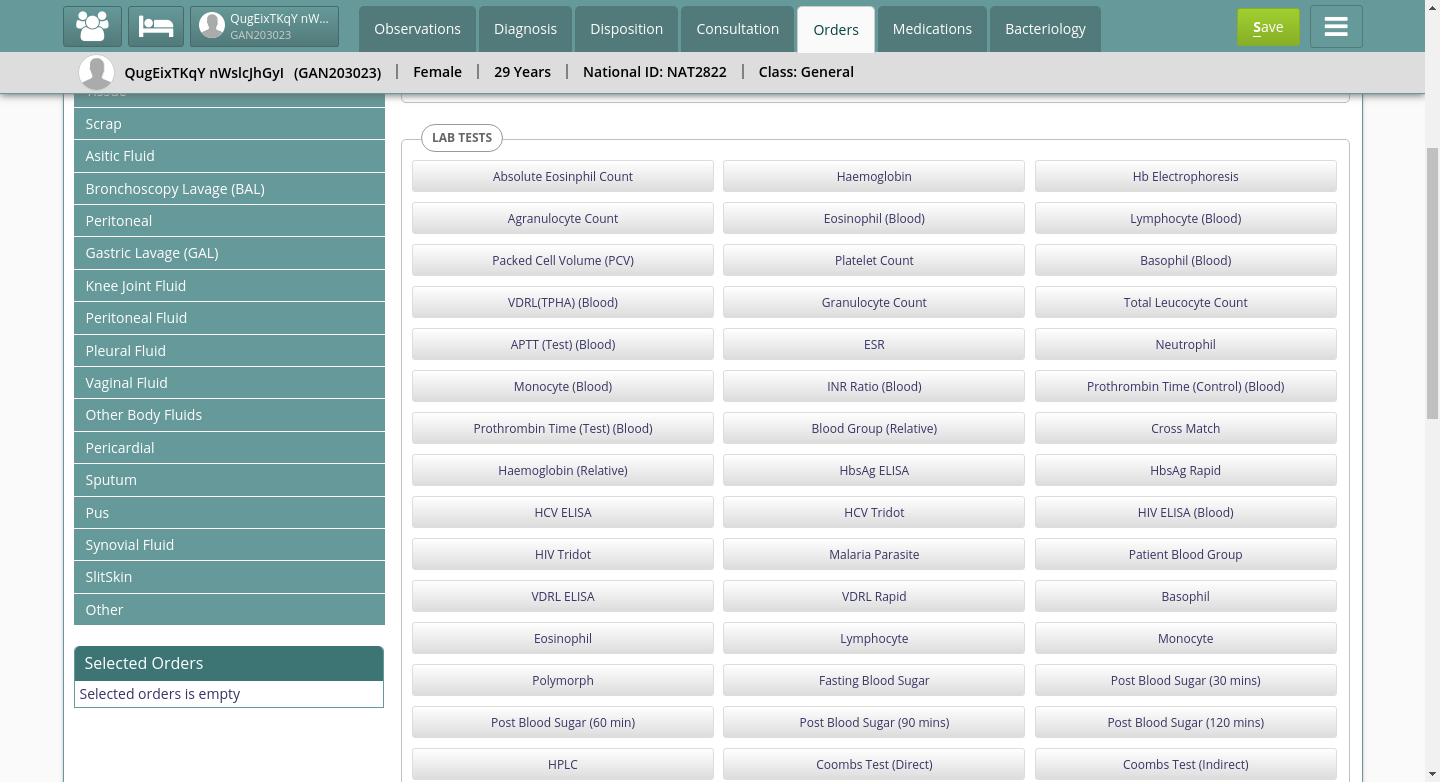 QugEixTKqY nW...
GAN203023
Observations
Diagnosis
Disposition
Consultation
Orders
Medications
Bacteriology
Save
QugEixTKqY nWslcJhGyI (GAN203023)
Female
29 Years
National ID: NAT2822
Class: General
Tissue
Scrap
Asitic Fluid
Bronchoscopy Lavage (BAL)
Peritoneal
Gastric Lavage (GAL)
Knee Joint Fluid
Peritoneal Fluid
Pleural Fluid
Vaginal Fluid
Other Body Fluids
Pericardial
Sputum
Pus
Synovial Fluid
SlitSkin
Other
Selected Orders
Selected orders is empty
LAB TESTS
Absolute Eosinphil Count
Haemoglobin
Hb Electrophoresis
Agranulocyte Count
Eosinophil (Blood)
Lymphocyte (Blood)
Packed Cell Volume (PCV)
Platelet Count
Basophil (Blood)
VDRL(TPHA) (Blood)
Granulocyte Count
Total Leucocyte Count
APTT (Test) (Blood)
ESR
Neutrophil
Monocyte (Blood)
INR Ratio (Blood)
Prothrombin Time (Control) (Blood)
Prothrombin Time (Test) (Blood)
Blood Group (Relative)
Cross Match
Haemoglobin (Relative)
HbsAg ELISA
HbsAg Rapid
HCV ELISA
HCV Tridot
HIV ELISA (Blood)
HIV Tridot
Malaria Parasite
Patient Blood Group
VDRL ELISA
VDRL Rapid
Basophil
Eosinophil
Lymphocyte
Monocyte
Polymorph
Fasting Blood Sugar
Post Blood Sugar (30 mins)
Post Blood Sugar (60 min)
Post Blood Sugar (90 mins)
Post Blood Sugar (120 mins)
HPLC
Coombs Test (Direct)
Coombs Test (Indirect)